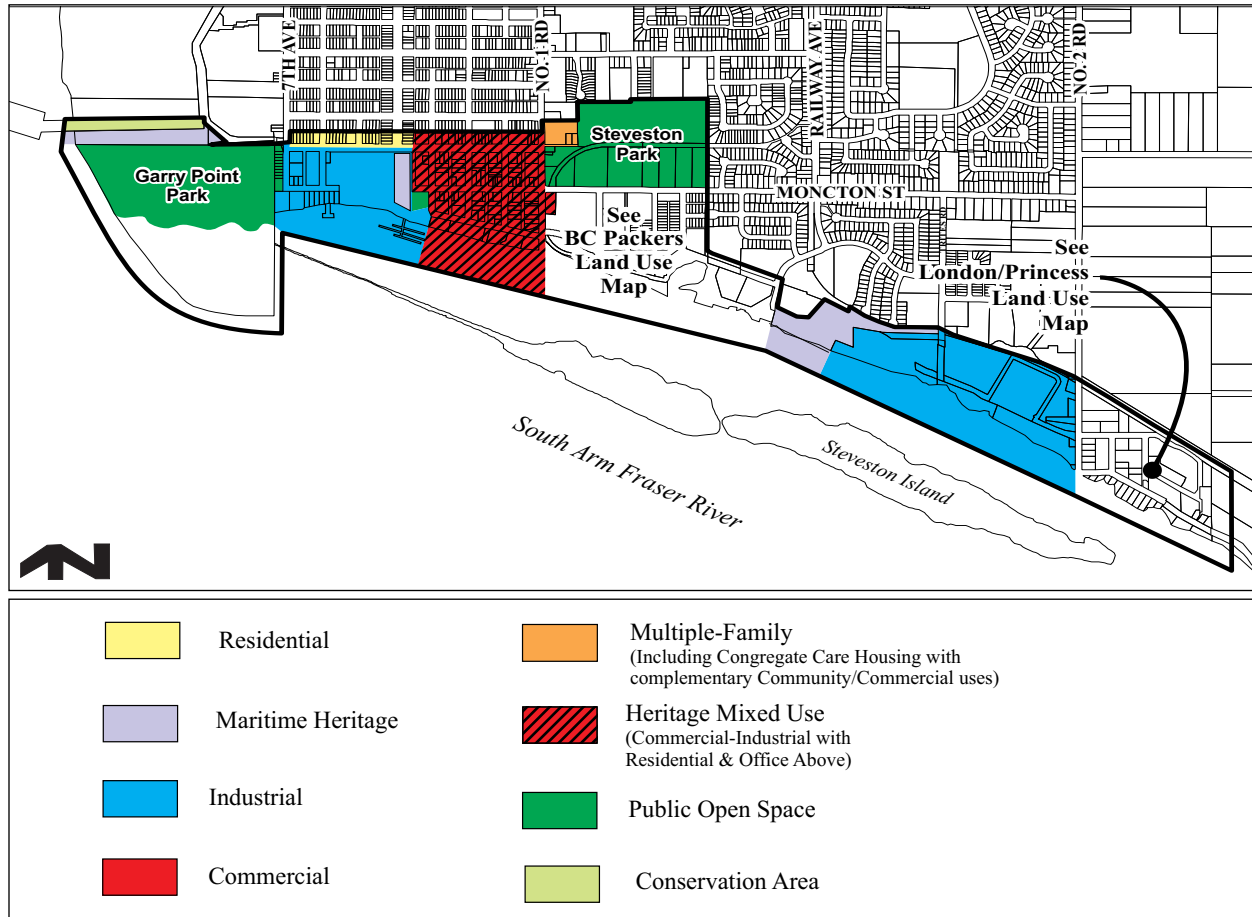 7TH AVE
NO. 1 RD
RAILWAY AVE
NO. 2 RD
Steveston
Park
Garry Point
Park
MONCTON ST
See
BC Packers
Land Use
Map
See
London/Princess
Land Use
Map
South Arm Fraser River
Steveston Island
N
Residential
Maritime Heritage
Industrial
Commercial
Multiple-Family
(Including Congregate Care Housing with
complementary Community/Commercial uses)
Heritage Mixed Use
(Commercial-Industrial with
Residential & Office Above)
Public Open Space
Conservation Area